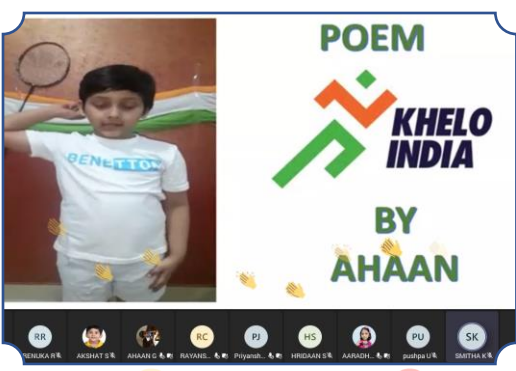 POEM
KHELO
INDIA
BENETTON
BY
AHAAN
RR
RC
PJ
HS
PU
SK
RENUKA R
AKSHAT S
AHAAN G
RAYANS...
Priyansh...
HRIDAAN S
AARADH...
pushpa U
SMITHA K